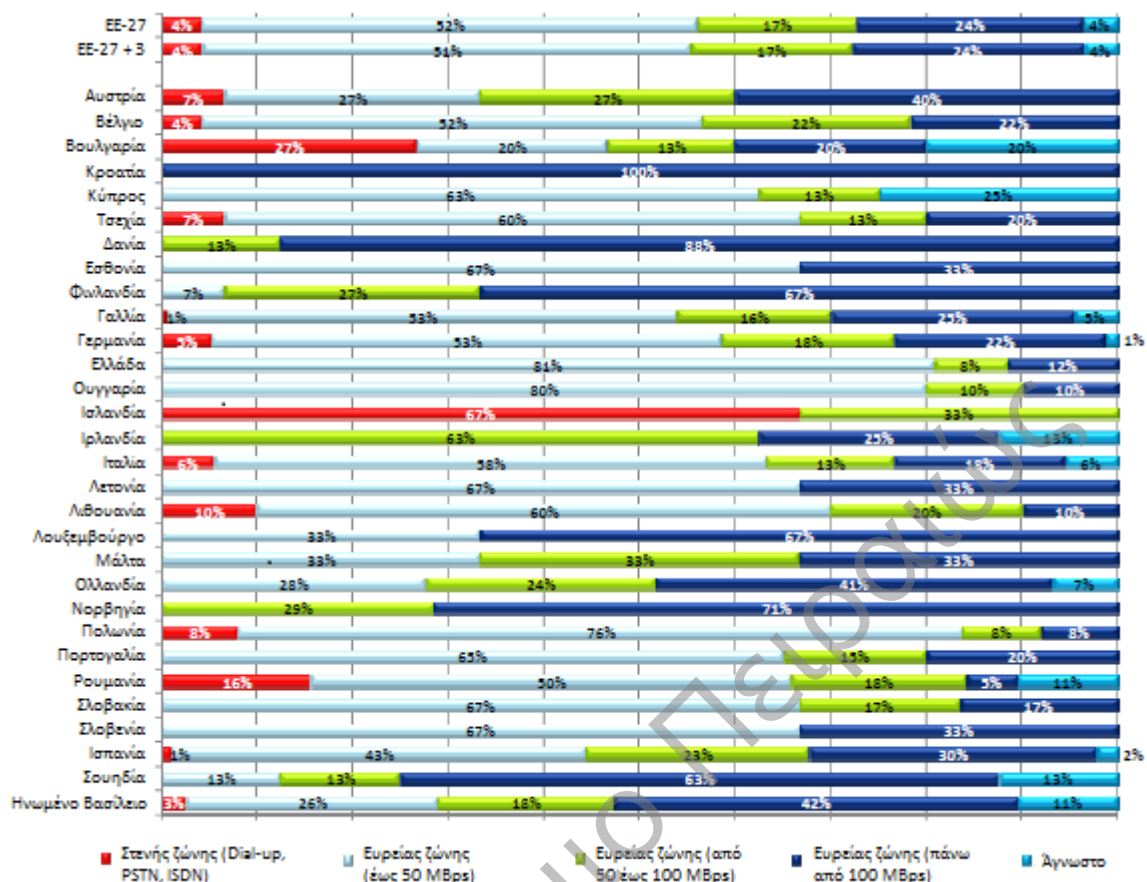 ΕΕ-27 4% 52% 17% 24% 4%
ΕΕ-27 + 3 4% 51% 17% 24% 4%
Αυστρία 7% 27% 27% 40%
Βέλγιο 4% 52% 22% 22%
Βουλγαρία 27% 20% 13% 20% 20%
Κροατία 100%
Κύπρος 63% 13% 25%
Τσεχία 7% 60% 13% 20%
Δανία 13% 88%
Εσθονία 67% 33%
Φινλανδία 7% 27% 67%
Γαλλία 1% 53% 16% 25% 5%
Γερμανία 5% 53% 18% 22% 1%
Ελλάδα 81% 8% 12%
Ουγγαρία 80% 10% 10%
Ισλανδία 67% 33%
Ιρλανδία 63% 25% 13%
Ιταλία 6% 58% 13% 18% 6%
Λετονία 67% 33%
Λιθουανία 10% 60% 20% 10%
Λουξεμβούργο 33% 67%
Μάλτα 33% 33% 33%
Ολλανδία 28% 24% 41% 7%
Νορβηγία 29% 71%
Πολωνία 8% 76% 8% 8%
Πορτογαλία 65% 15% 20%
Ρουμανία 16% 50% 18% 5% 11%
Σλοβακία 67% 17% 17%
Σλοβενία 67% 33%
Ισπανία 1% 43% 23% 30% 2%
Σουηδία 13% 13% 63% 13%
Ηνωμένο Βασίλειο 3% 26% 18% 42% 11%
Στενής ζώνης (Dial-up,
PSTN, ISDN)
Ευρείας ζώνης
(έως 50 MBps)
Ευρείας ζώνης (από
50 έως 100 MBps)
Ευρείας ζώνης (πάνω
από 100 MBps)
Άγνωστο
Πειραιώς